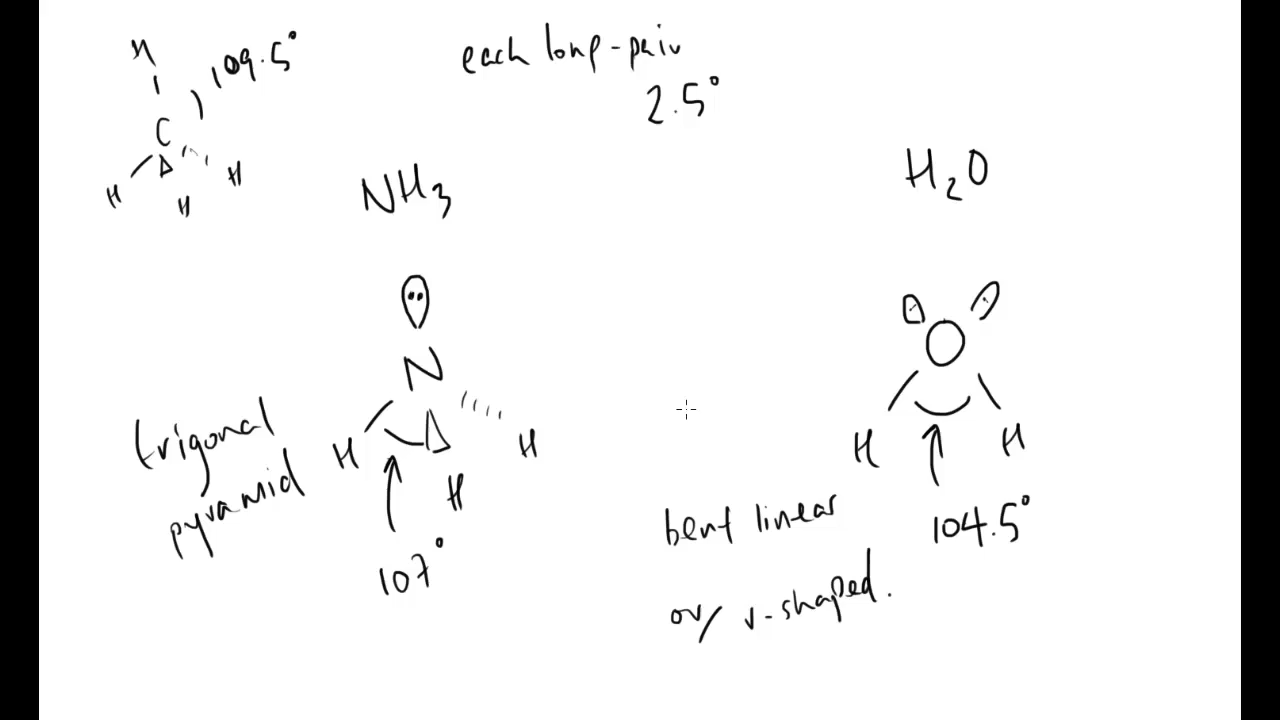 H
109.5°
C
H
H
H
each lone-pair
2.5°
NH₃
N
H
H
H
107°
trigonal
pyramid
H₂O
O
H
H
104.5°
bent linear
or/ v-shaped.